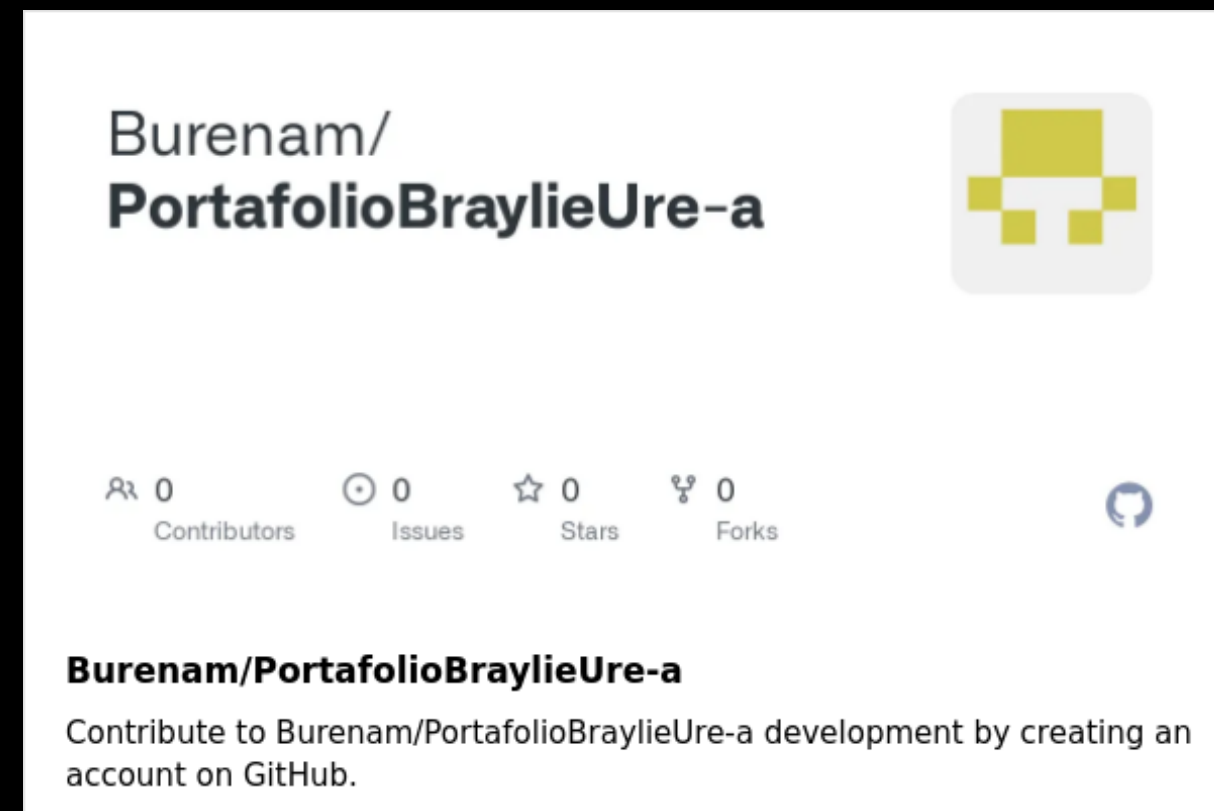 Burenam/
PortafolioBraylieUre-a
0
Contributors
0
Issues
0
Stars
0
Forks
Burenam/PortafolioBraylieUre-a
Contribute to Burenam/PortafolioBraylieUre-a development by creating an
account on GitHub.